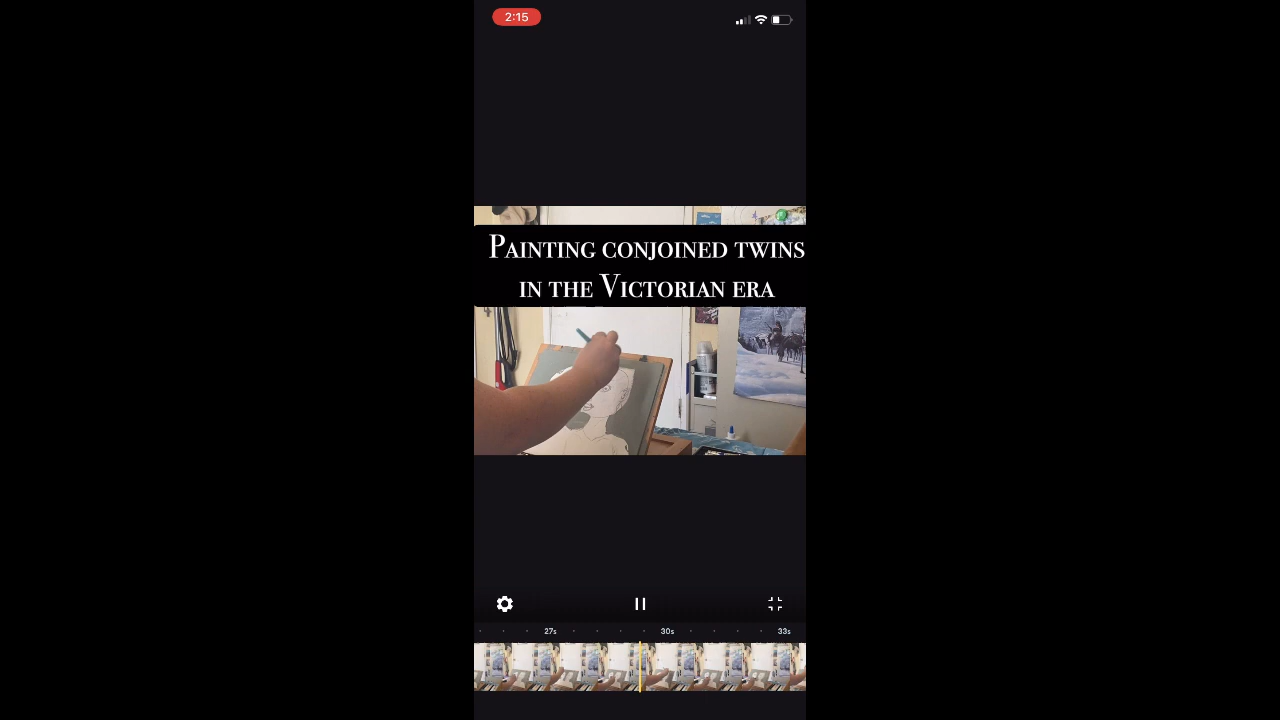 2:15
Painting conjoined twins
in the Victorian era
27s
30s
33s